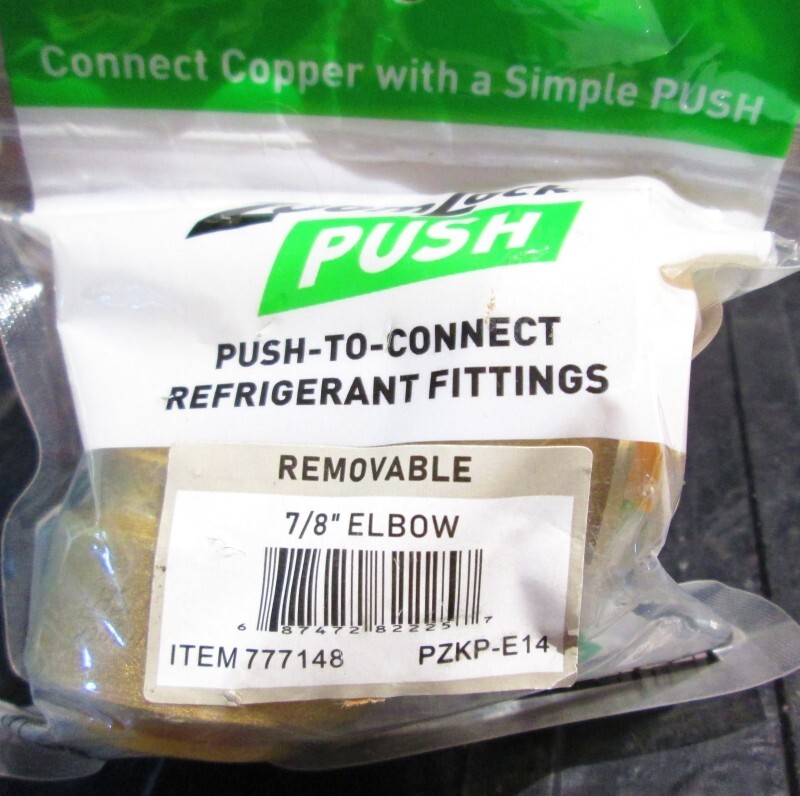 Connect Copper with a Simple PUSH
ZoomLock
PUSH
PUSH-TO-CONNECT
REFRIGERANT FITTINGS
REMOVABLE
7/8" ELBOW
6 87472 82225 7
ITEM 777148 PZKP-E14